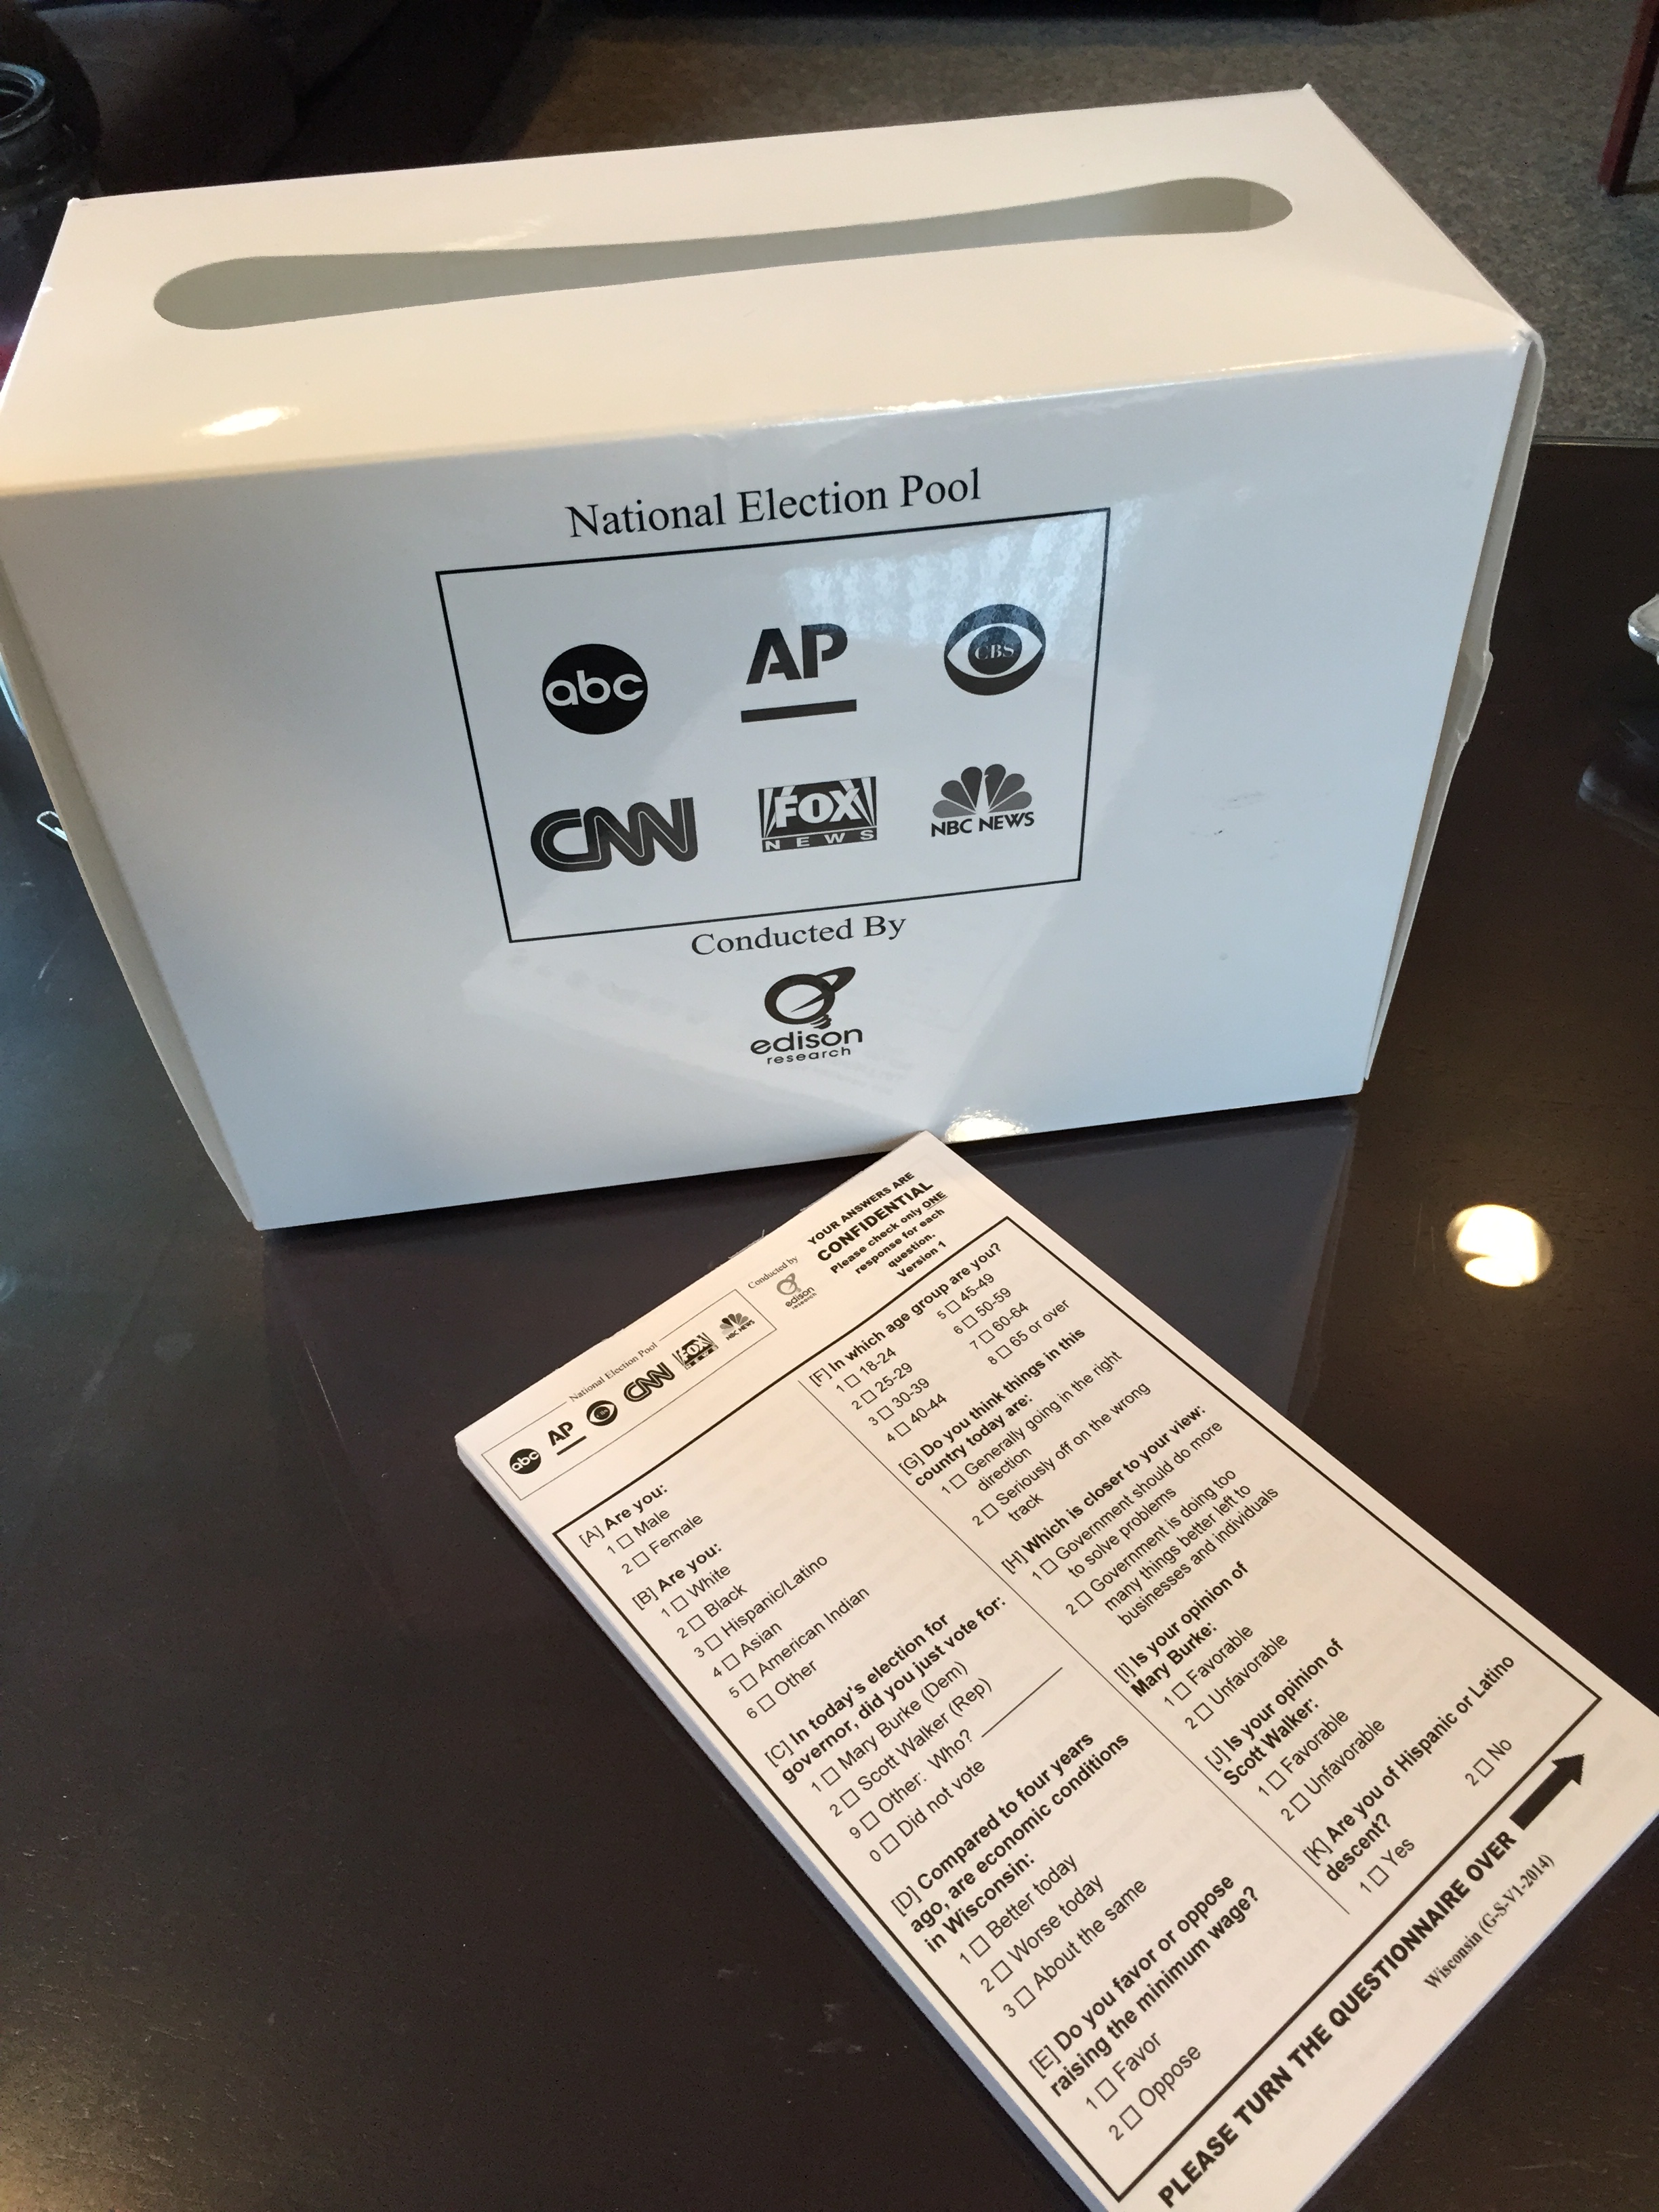 National Election Pool
abc AP CBS
CNN FOX NEWS NBC NEWS
Conducted By
edison
research
National Election Pool
abc AP CBS CNN FOX NEWS NBC NEWS
Conducted by
edison
research
YOUR ANSWERS ARE
CONFIDENTIAL
Please check only ONE
response for each
question.
Version 1
[A] Are you:
1 □ Male
2 □ Female
[B] Are you:
1 □ White
2 □ Black
3 □ Hispanic/Latino
4 □ Asian
5 □ American Indian
6 □ Other
[C] In today's election for
governor, did you just vote for:
1 □ Mary Burke (Dem)
2 □ Scott Walker (Rep)
9 □ Other: Who?
0 □ Did not vote
[D] Compared to four years
ago, are economic conditions
in Wisconsin:
1 □ Better today
2 □ Worse today
3 □ About the same
[E] Do you favor or oppose
raising the minimum wage?
1 □ Favor
2 □ Oppose
[F] In which age group are you?
1 □ 18-24 5 □ 45-49
2 □ 25-29 6 □ 50-59
3 □ 30-39 7 □ 60-64
4 □ 40-44 8 □ 65 or over
[G] Do you think things in this
country today are:
1 □ Generally going in the right
direction
2 □ Seriously off on the wrong
track
[H] Which is closer to your view:
1 □ Government should do more
to solve problems
2 □ Government is doing too
many things better left to
businesses and individuals
[I] Is your opinion of
Mary Burke:
1 □ Favorable
2 □ Unfavorable
[J] Is your opinion of
Scott Walker:
1 □ Favorable
2 □ Unfavorable
[K] Are you of Hispanic or Latino
descent?
1 □ Yes 2 □ No
PLEASE TURN THE QUESTIONNAIRE OVER
Wisconsin (G-S-V1-2014)